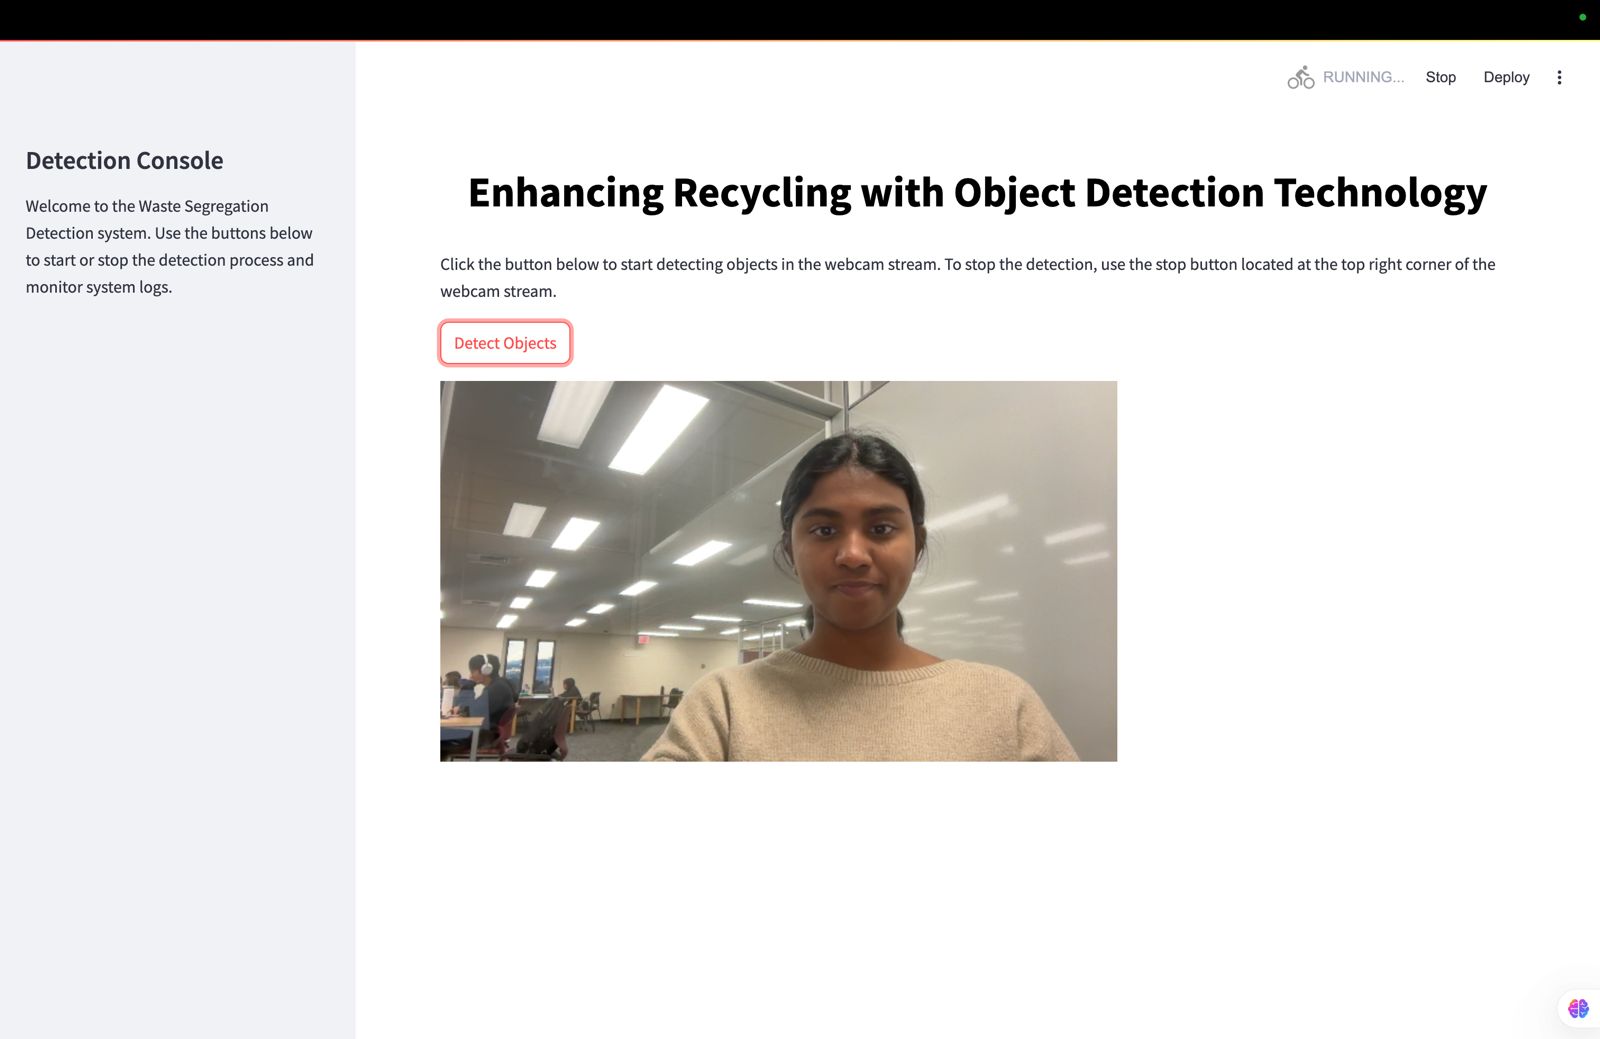 RUNNING...
Stop
Deploy
Detection Console
Welcome to the Waste Segregation
Detection system. Use the buttons below
to start or stop the detection process and
monitor system logs.
Enhancing Recycling with Object Detection Technology
Click the button below to start detecting objects in the webcam stream. To stop the detection, use the stop button located at the top right corner of the
webcam stream.
Detect Objects